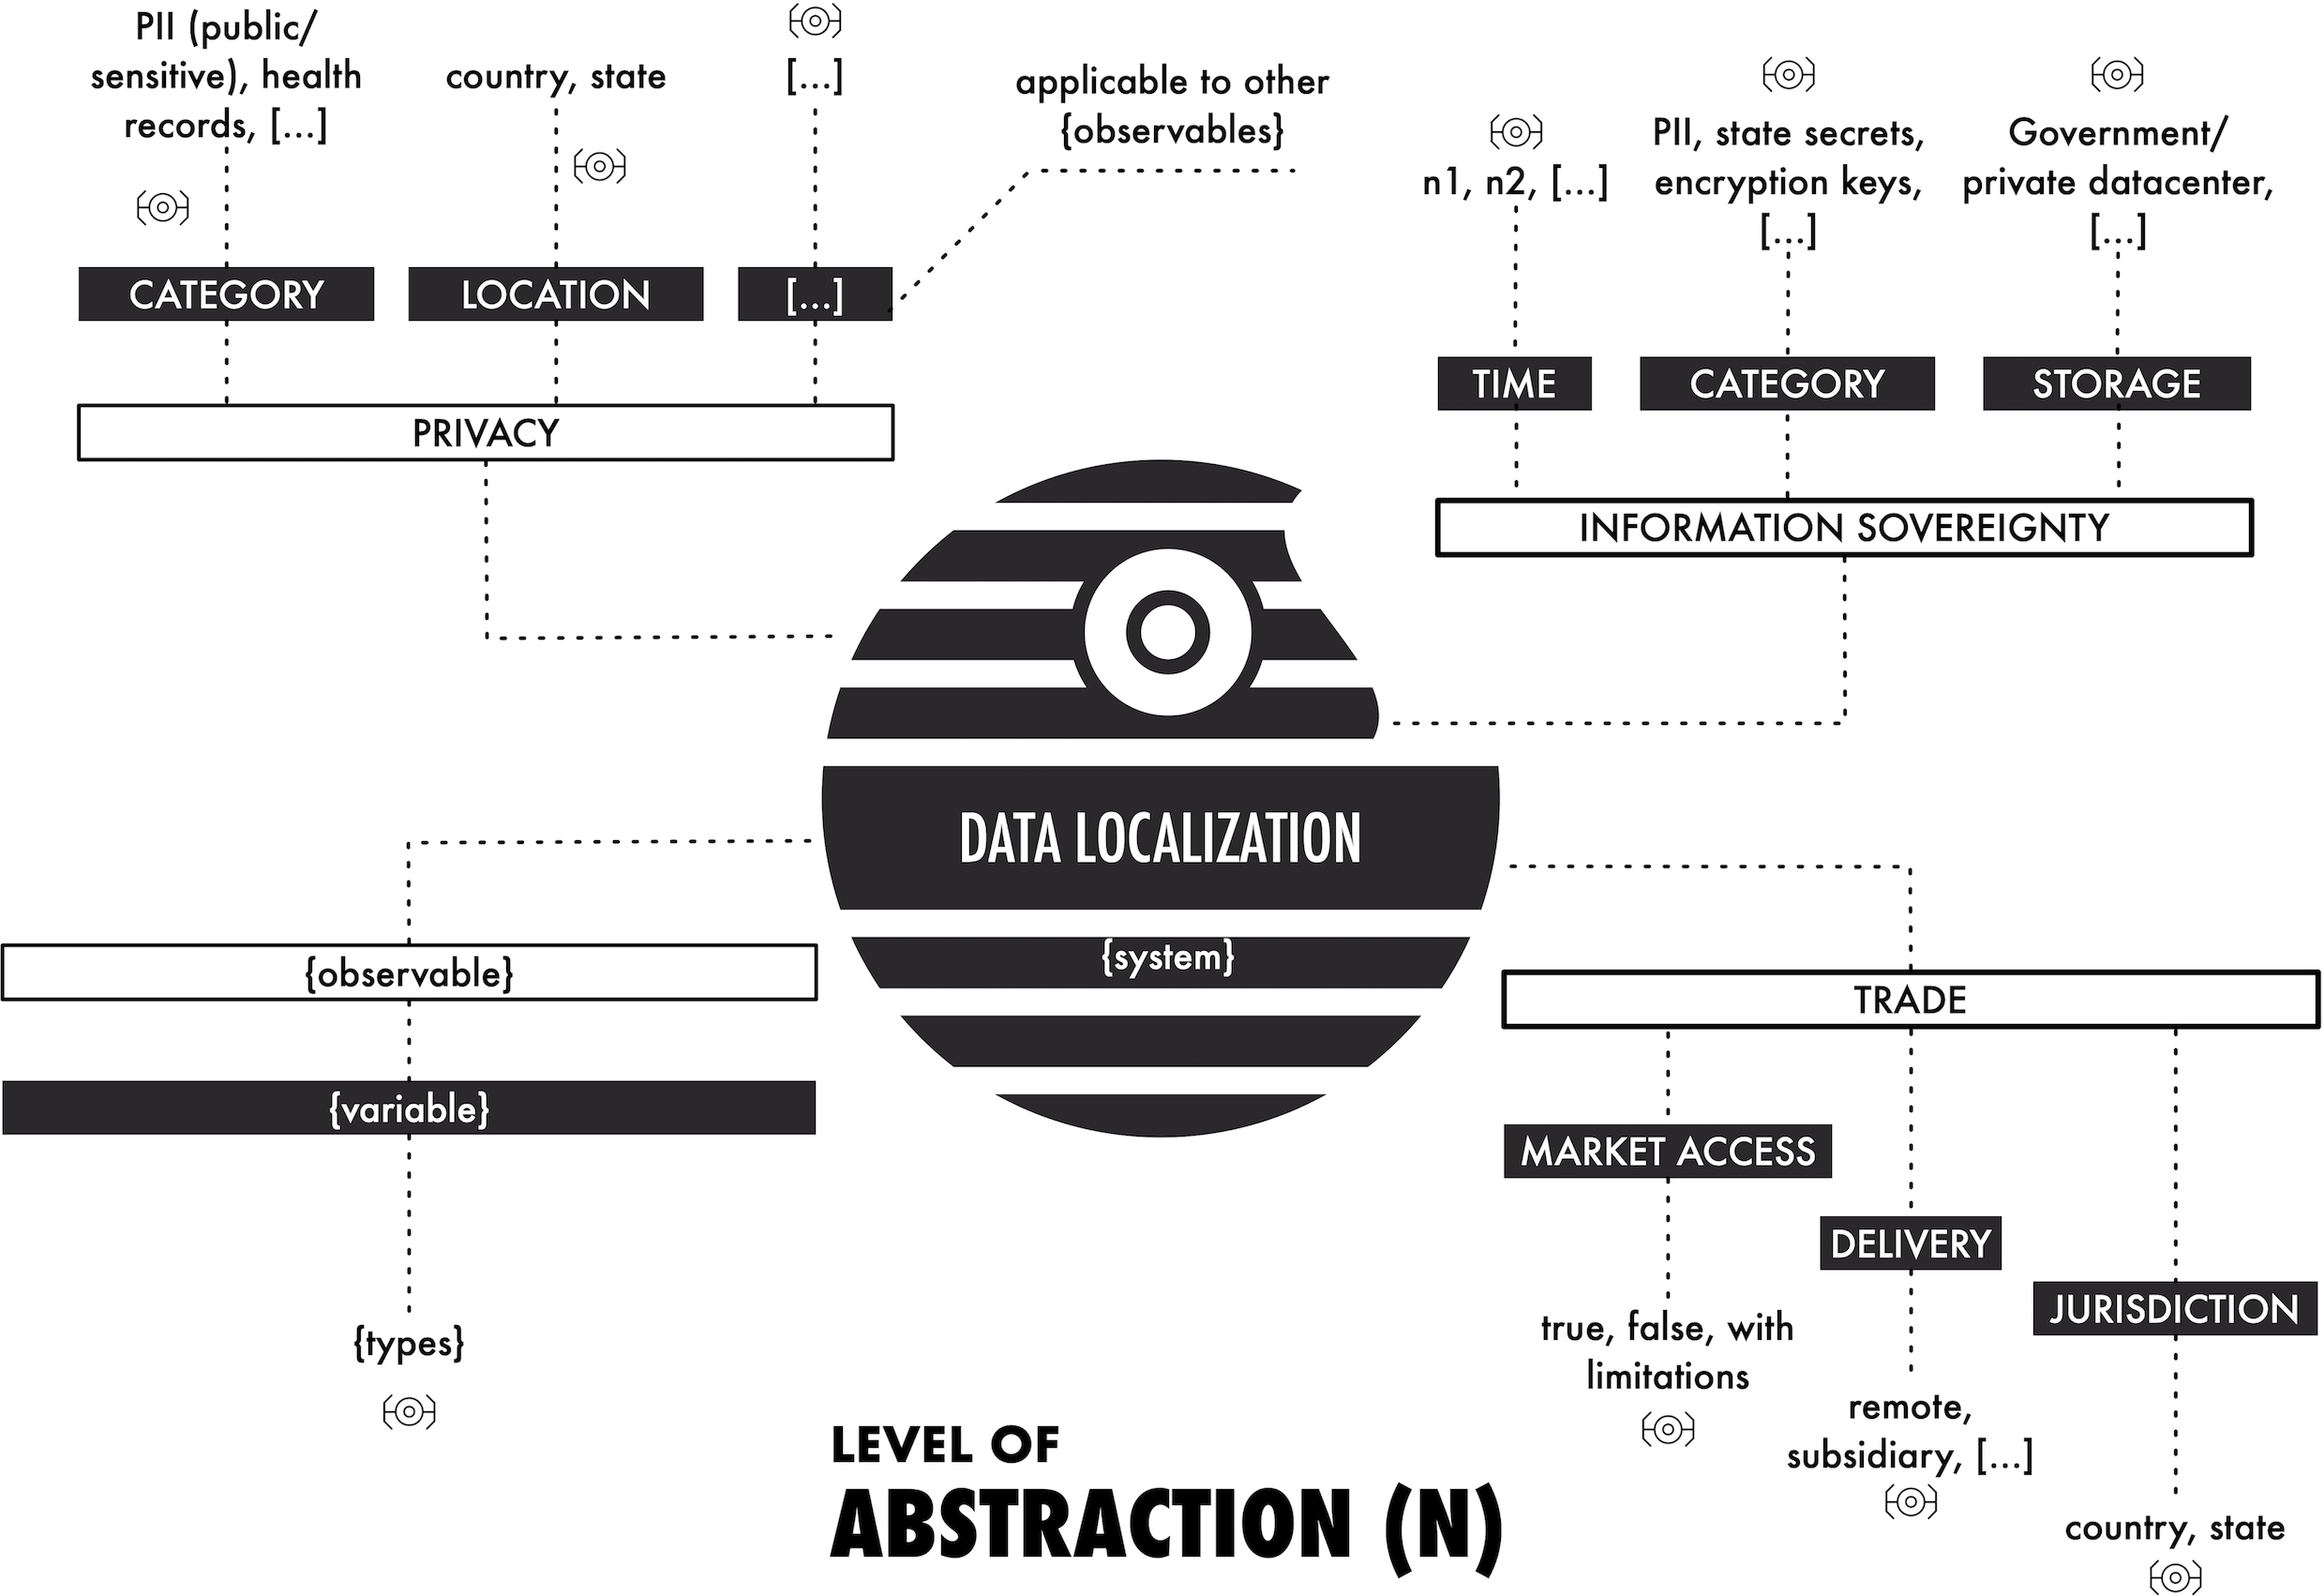 PII (public/
sensitive), health
records, [...]
country, state
[...]
applicable to other
{observables}
CATEGORY
LOCATION
[...]
PRIVACY
n1, n2, [...]
PII, state secrets,
encryption keys,
[...]
Government/
private datacenter,
[...]
TIME
CATEGORY
STORAGE
INFORMATION SOVEREIGNTY
DATA LOCALIZATION
{system}
{observable}
{variable}
{types}
TRADE
MARKET ACCESS
DELIVERY
JURISDICTION
true, false, with
limitations
remote,
subsidiary, [...]
country, state
LEVEL OF
ABSTRACTION (N)